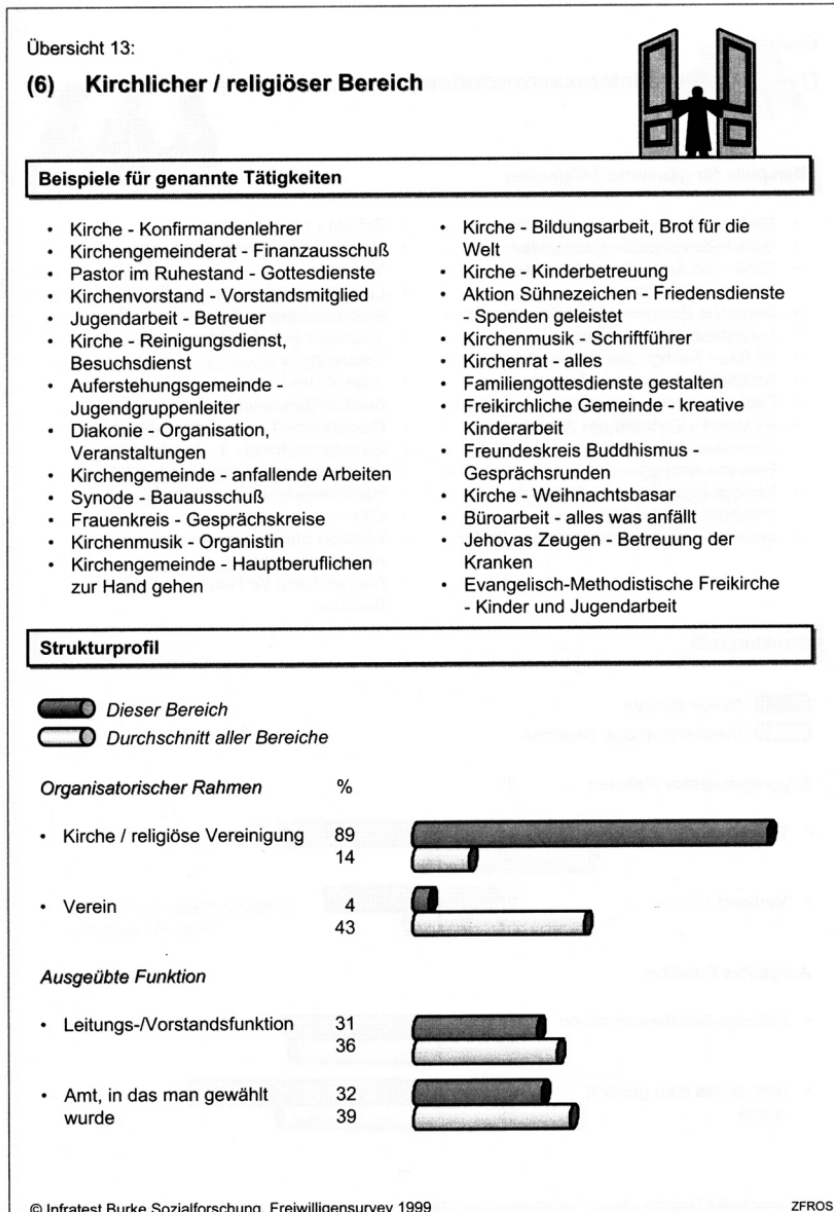 Übersicht 13:
(6) Kirchlicher / religiöser Bereich
Beispiele für genannte Tätigkeiten
• Kirche - Konfirmandenlehrer
• Kirchengemeinderat - Finanzausschuß
• Pastor im Ruhestand - Gottesdienste
• Kirchenvorstand - Vorstandsmitglied
• Jugendarbeit - Betreuer
• Kirche - Reinigungsdienst,
Besuchsdienst
• Auferstehungsgemeinde -
Jugendgruppenleiter
• Diakonie - Organisation,
Veranstaltungen
• Kirchengemeinde - anfallende Arbeiten
• Synode - Bauausschuß
• Frauenkreis - Gesprächskreise
• Kirchenmusik - Organistin
• Kirchengemeinde - Hauptberuflichen
zur Hand gehen
• Kirche - Bildungsarbeit, Brot für die
Welt
• Kirche - Kinderbetreuung
• Aktion Sühnezeichen - Friedensdienste
- Spenden geleistet
• Kirchenmusik - Schriftführer
• Kirchenrat - alles
• Familiengottesdienste gestalten
• Freikirchliche Gemeinde - kreative
Kinderarbeit
• Freundeskreis Buddhismus -
Gesprächsrunden
• Kirche - Weihnachtsbasar
• Büroarbeit - alles was anfällt
• Jehovas Zeugen - Betreuung der
Kranken
• Evangelisch-Methodistische Freikirche
- Kinder und Jugendarbeit
Strukturprofil
Dieser Bereich
Durchschnitt aller Bereiche
Organisatorischer Rahmen %
• Kirche / religiöse Vereinigung 89
14
• Verein 4
43
Ausgeübte Funktion
• Leitungs-/Vorstandsfunktion 31
36
• Amt, in das man gewählt 32
wurde 39
© Infratest Burke Sozialforschung, Freiwilligensurvey 1999 ZFROS